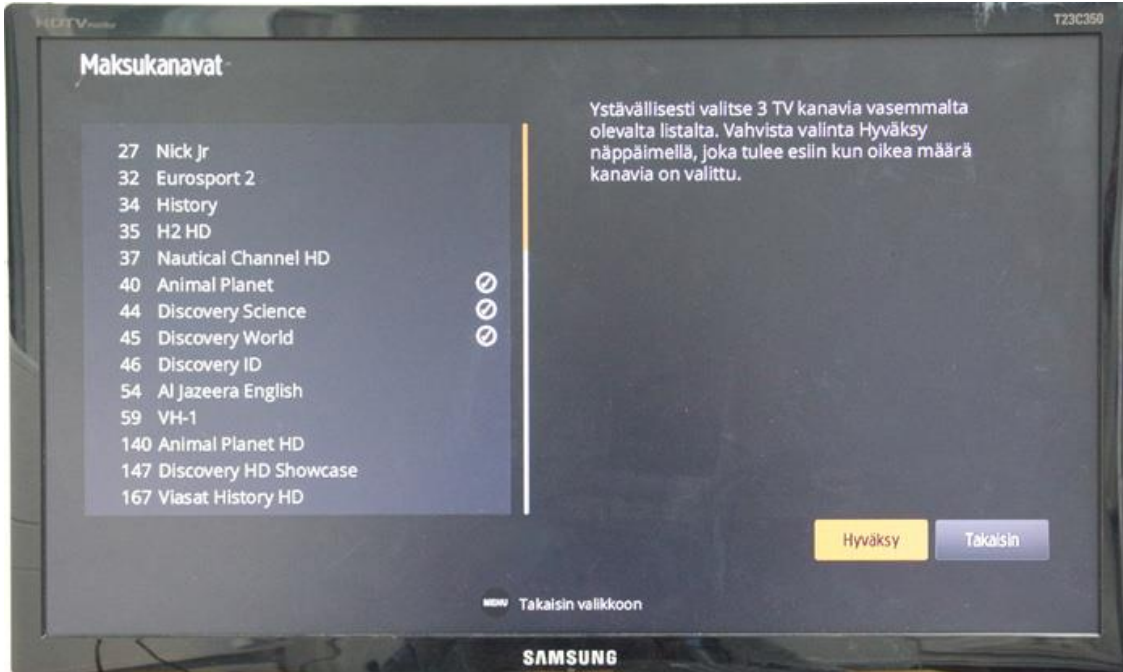 HDTV monitor
T23C350
Maksukanavat
27 Nick Jr
32 Eurosport 2
34 History
35 H2 HD
37 Nautical Channel HD
40 Animal Planet
44 Discovery Science
45 Discovery World
46 Discovery ID
54 Al Jazeera English
59 VH-1
140 Animal Planet HD
147 Discovery HD Showcase
167 Viasat History HD
Ystävällisesti valitse 3 TV kanavia vasemmalta
olevalta listalta. Vahvista valinta Hyväksy
näppäimellä, joka tulee esiin kun oikea määrä
kanavia on valittu.
Hyväksy
Takaisin
MENU Takaisin valikkoon
SAMSUNG